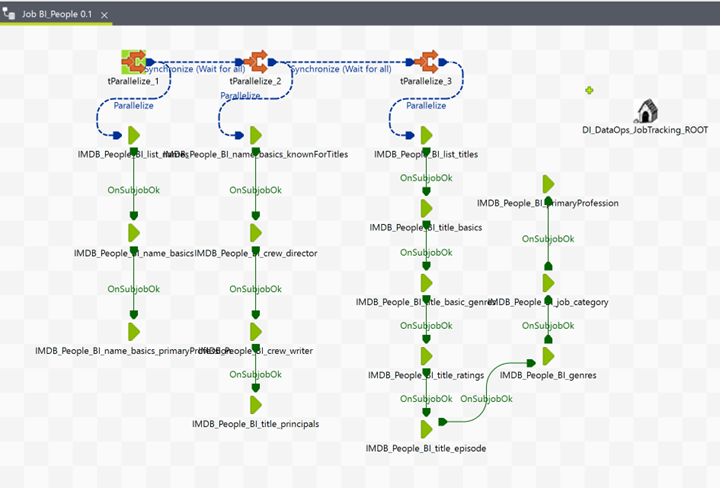 Job BI_People 0.1
Synchronize (Wait for all)
Synchronize (Wait for all)
tParallelize_1
tParallelize_2
tParallelize_3
Parallelize
Parallelize
Parallelize
DI_DataOps_JobTracking_ROOT
IMDB_People_BI_list_names
IMDB_People_BI_name_basics_knownForTitles
IMDB_People_BI_list_titles
OnSubjobOk
OnSubjobOk
OnSubjobOk
IMDB_People_BI_primaryProfession
IMDB_People_BI_title_basics
OnSubjobOk
IMDB_People_BI_name_basics
IMDB_People_BI_crew_director
OnSubjobOk
OnSubjobOk
OnSubjobOk
IMDB_People_BI_title_basic_genres
IMDB_People_BI_job_category
OnSubjobOk
OnSubjobOk
IMDB_People_BI_name_basics_primaryProfession
IMDB_People_BI_crew_writer
OnSubjobOk
IMDB_People_BI_title_ratings
IMDB_People_BI_genres
OnSubjobOk
OnSubjobOk
IMDB_People_BI_title_principals
IMDB_People_BI_title_episode